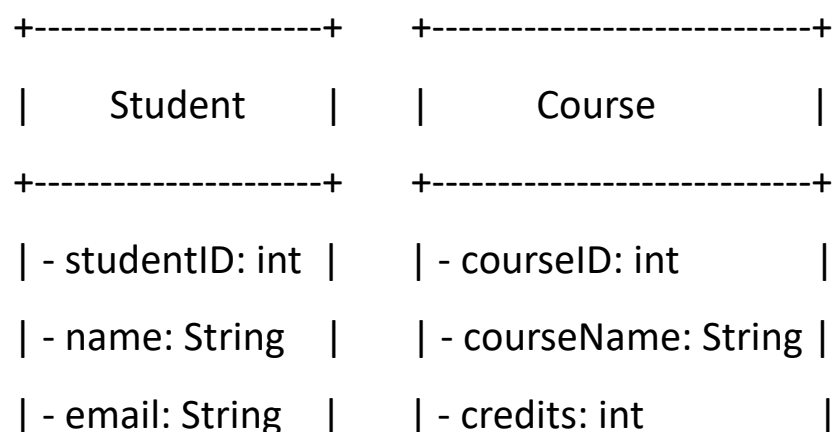 +----------------------+ +-----------------------------+
| Student | | Course |
+----------------------+ +-----------------------------+
| - studentID: int | | - courseID: int |
| - name: String | | - courseName: String |
| - email: String | | - credits: int |